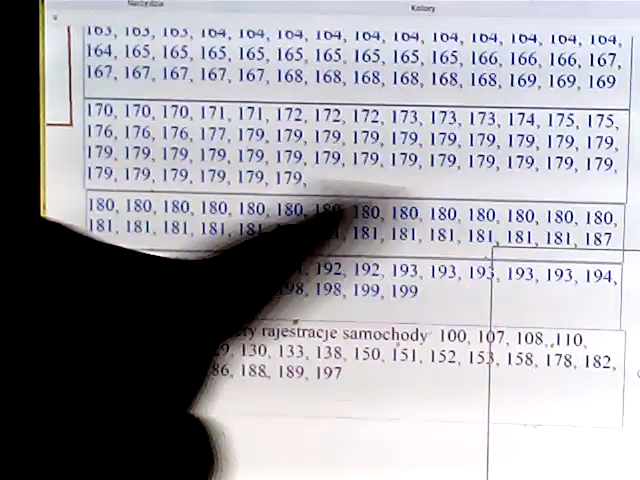 Narzędzia
Kolory
163, 163, 163, 164, 164, 164, 164, 164, 164, 164, 164, 164, 164, 164,
164, 165, 165, 165, 165, 165, 165, 165, 165, 165, 166, 166, 166, 167,
167, 167, 167, 167, 167, 168, 168, 168, 168, 168, 168, 169, 169, 169
170, 170, 170, 171, 171, 172, 172, 172, 173, 173, 173, 174, 175, 175,
176, 176, 176, 177, 179, 179, 179, 179, 179, 179, 179, 179, 179, 179,
179, 179, 179, 179, 179, 179, 179, 179, 179, 179, 179, 179, 179, 179,
179, 179, 179, 179, 179, 179,
180, 180, 180, 180, 180, 180, 180, 180, 180, 180, 180, 180, 180, 180,
181, 181, 181, 181, 181, 181, 181, 181, 181, 181, 187
192, 192, 193, 193, 193, 193, 193, 194,
198, 198, 199, 199
rajestracje samochody 100, 107, 108, ,110,
130, 133, 138, 150, 151, 152, 153, 158, 178, 182,
188, 189, 197